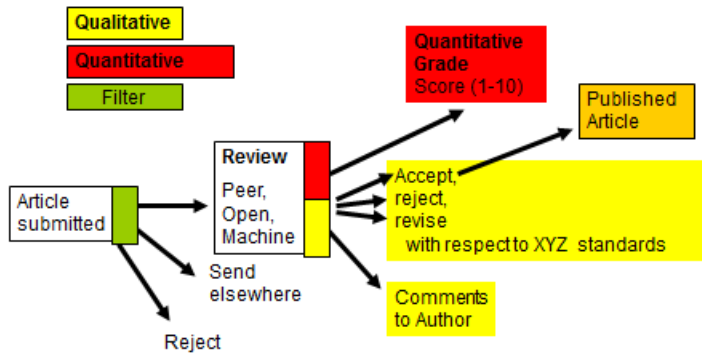 Qualitative
Quantitative
Filter
Quantitative
Grade
Score (1-10)
Published
Article
Review
Peer,
Open,
Machine
Accept,
reject,
revise
with respect to XYZ standards
Article
submitted
Send
elsewhere
Comments
to Author
Reject